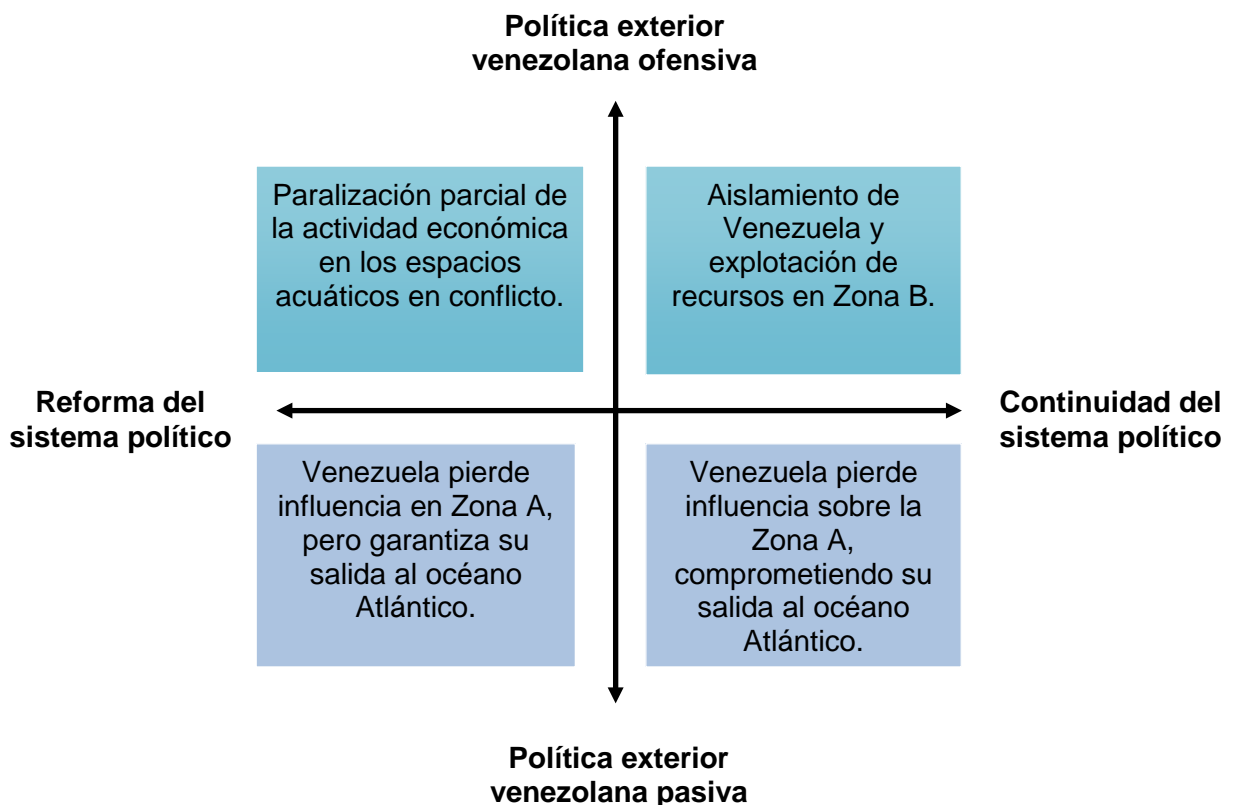 Política exterior
venezolana ofensiva
Paralización parcial de
la actividad económica
en los espacios
acuáticos en conflicto.
Aislamiento de
Venezuela y
explotación de
recursos en Zona B.
Reforma del
sistema político
Continuidad del
sistema político
Venezuela pierde
influencia en Zona A,
pero garantiza su
salida al océano
Atlántico.
Venezuela pierde
influencia sobre la
Zona A,
comprometiendo su
salida al océano
Atlántico.
Política exterior
venezolana pasiva